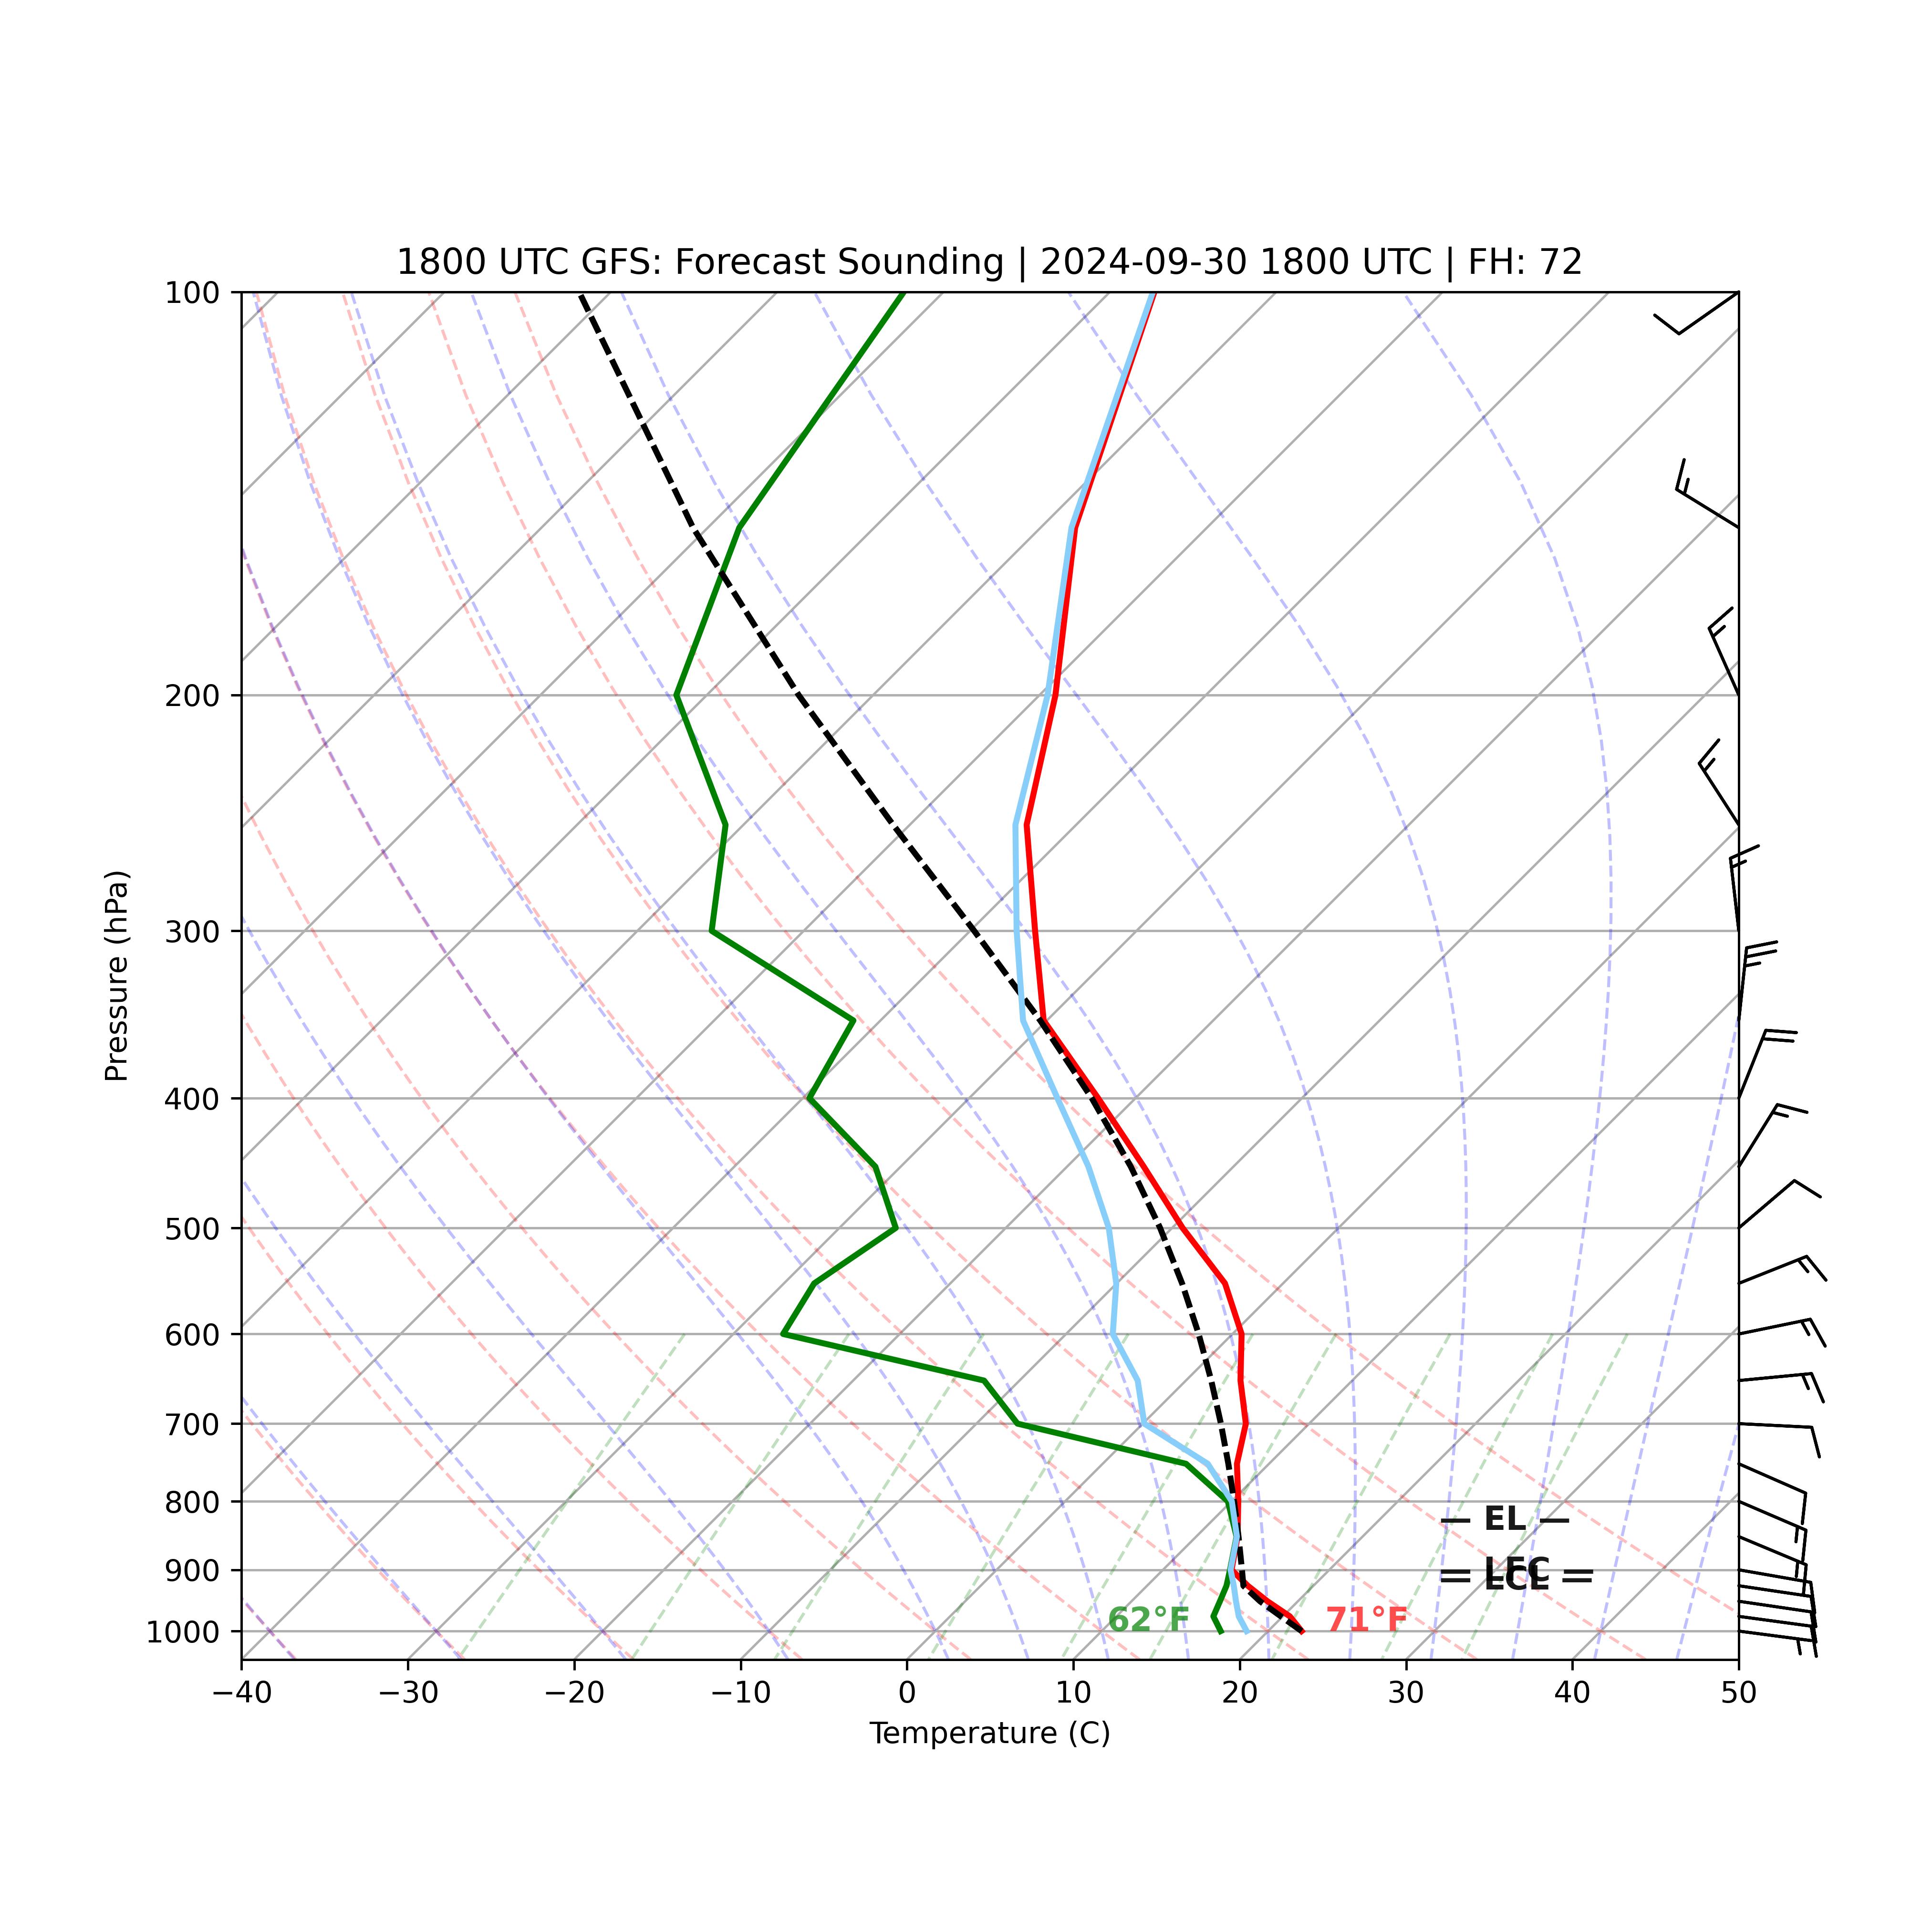 1800 UTC GFS: Forecast Sounding | 2024-09-30 1800 UTC | FH: 72
100
200
300
400
500
600
700
800
900
1000
Pressure (hPa)
— EL —
— LFC —
— LCL —
62°F 71°F
−40 −30 −20 −10 0 10 20 30 40 50
Temperature (C)